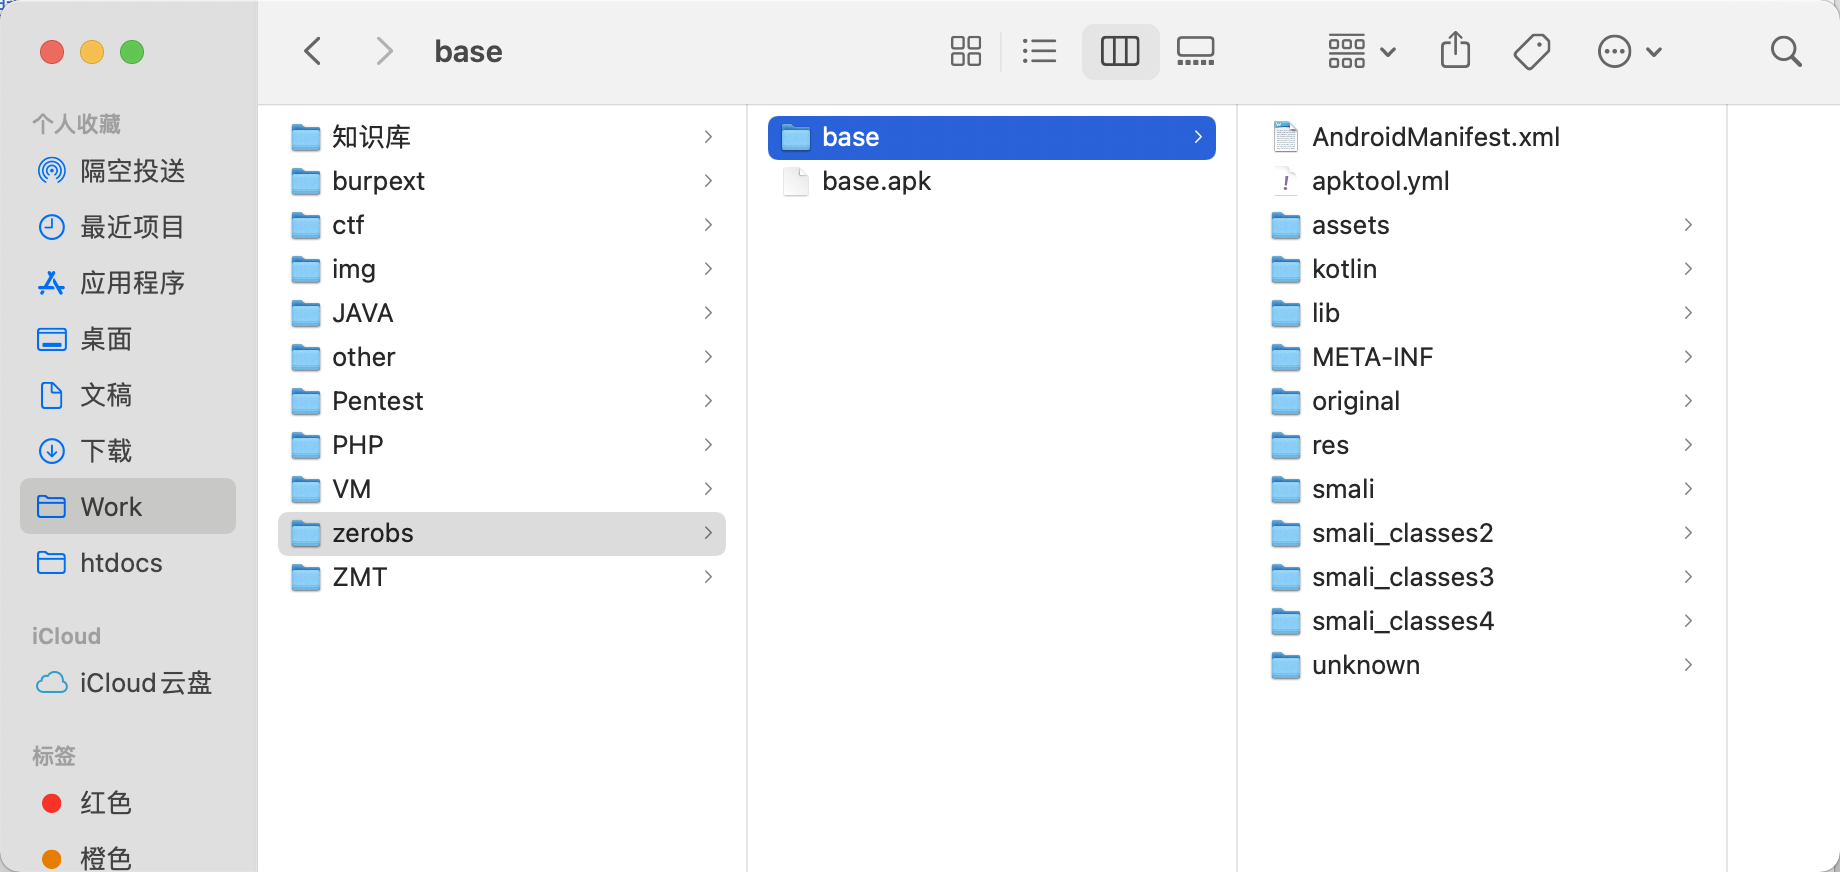 base
个人收藏
隔空投送
最近项目
应用程序
桌面
文稿
下载
Work
htdocs
iCloud
iCloud云盘
标签
红色
橙色
知识库
burpext
ctf
img
JAVA
other
Pentest
PHP
VM
zerobs
ZMT
base
base.apk
AndroidManifest.xml
apktool.yml
assets
kotlin
lib
META-INF
original
res
smali
smali_classes2
smali_classes3
smali_classes4
unknown